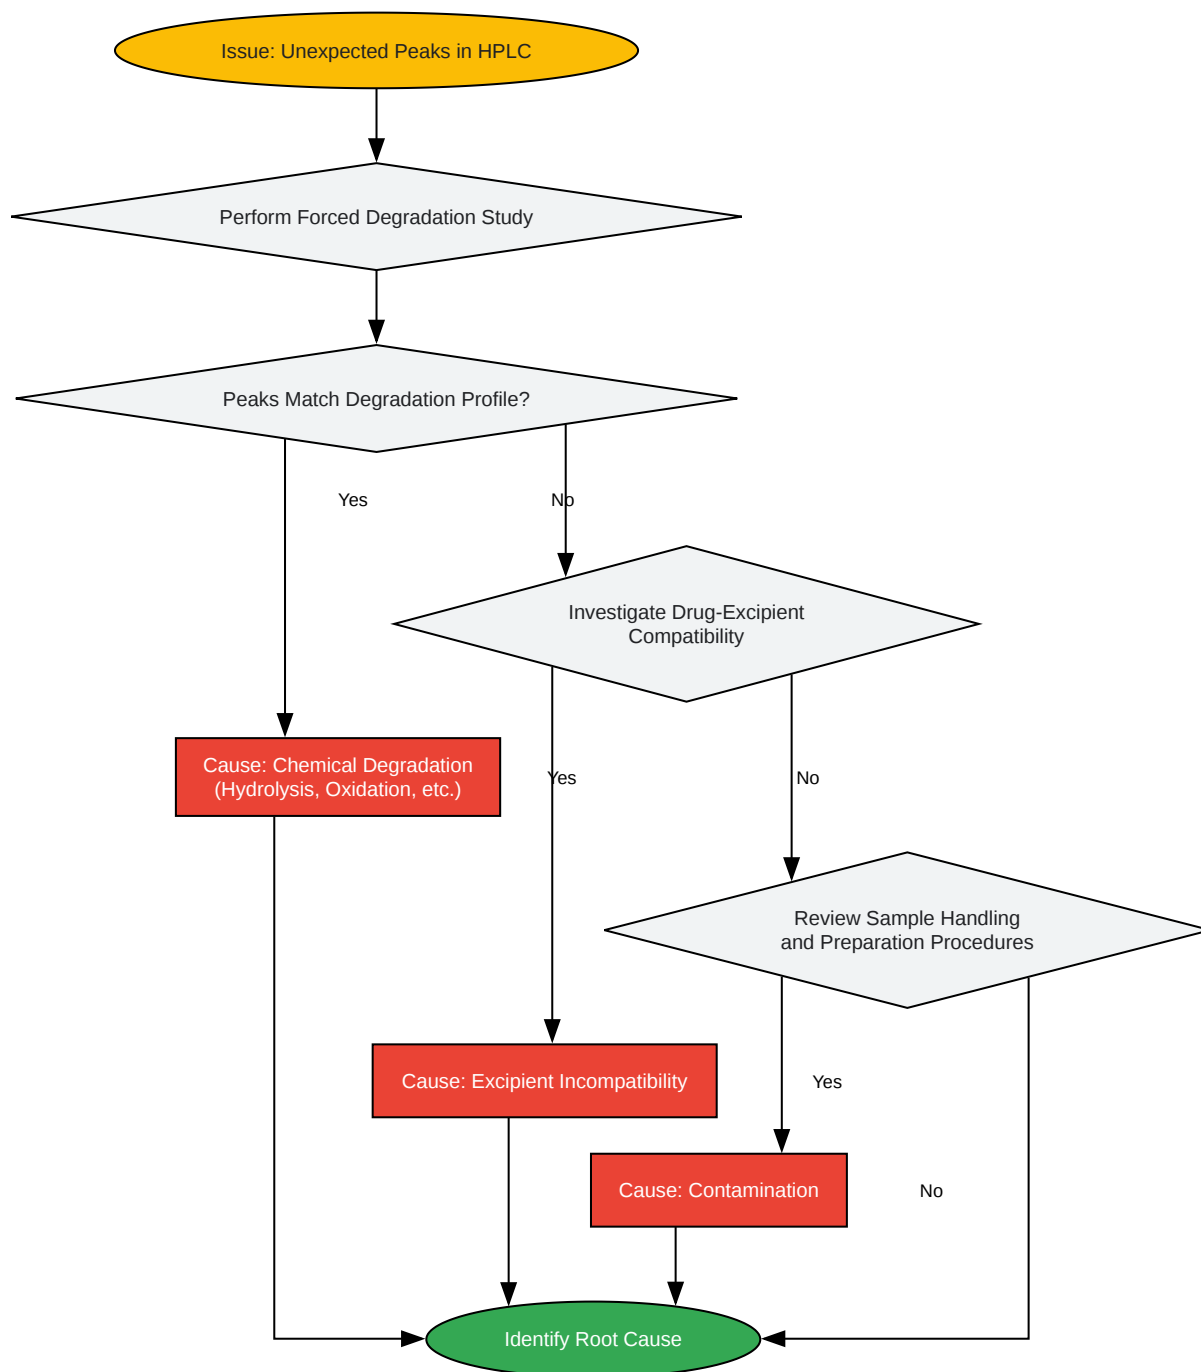 Issue: Unexpected Peaks in HPLC
Perform Forced Degradation Study
Peaks Match Degradation Profile?
Yes
No
Investigate Drug-Excipient
Compatibility
Cause: Chemical Degradation
(Hydrolysis, Oxidation, etc.)
Yes
No
Review Sample Handling
and Preparation Procedures
Cause: Excipient Incompatibility
Yes
Cause: Contamination
No
Identify Root Cause